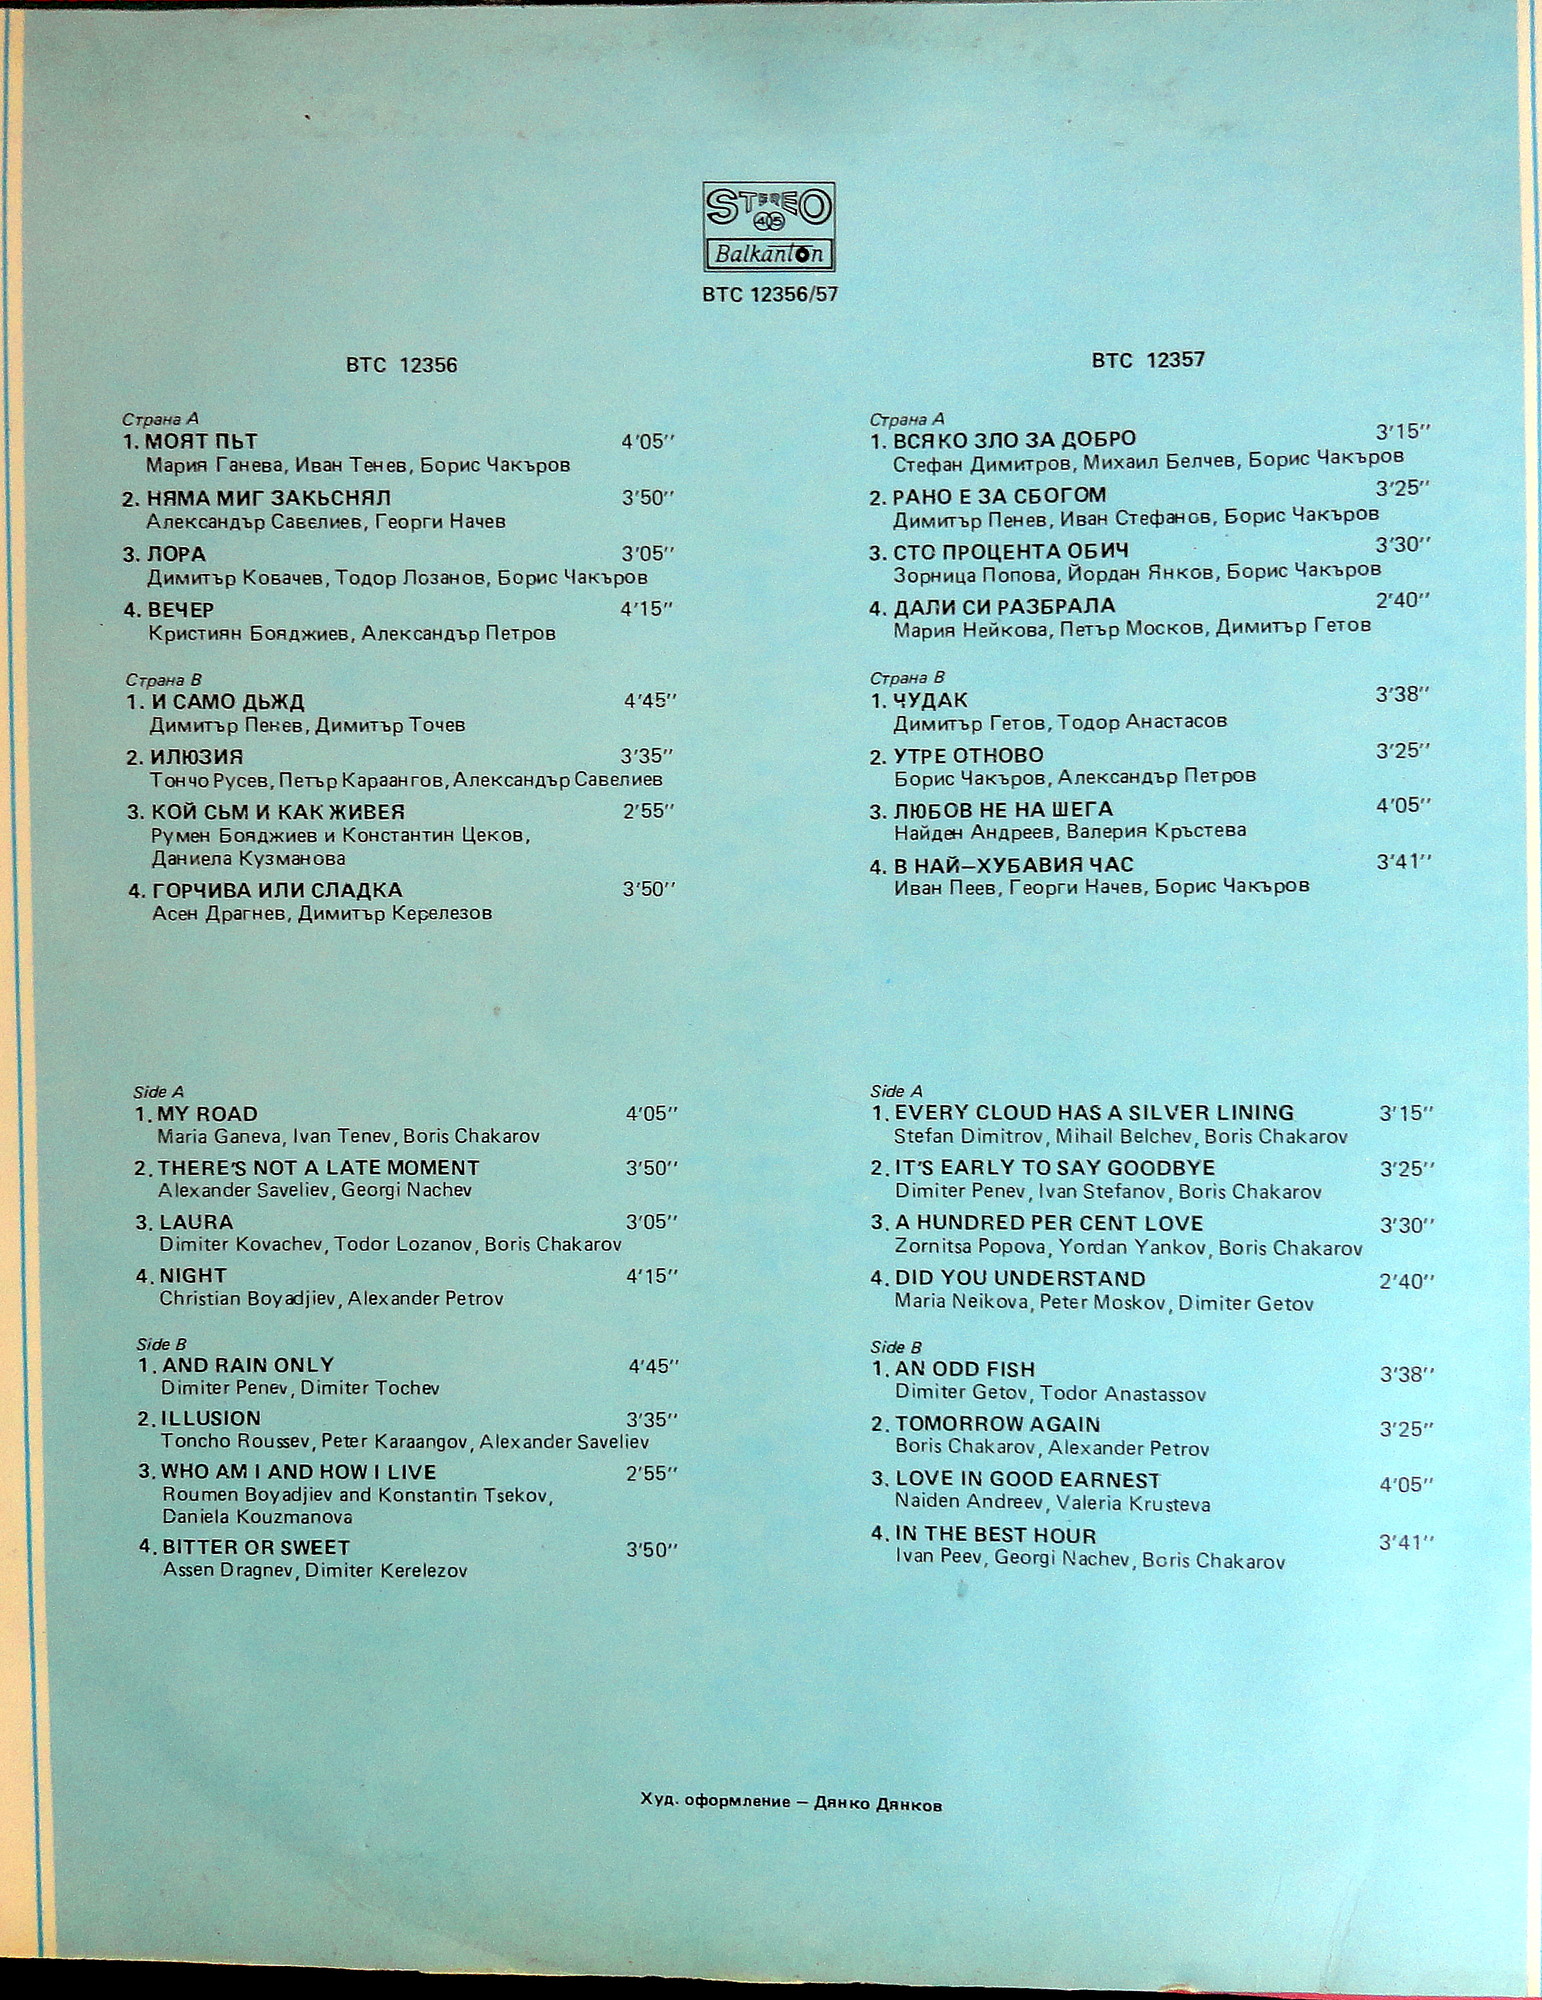 STEREO
405
Balkanton
ВТС 12356/57
ВТС 12356
Страна А
1. МОЯТ ПЪТ 4'05''
Мария Ганева, Иван Тенев, Борис Чакъров
2. НЯМА МИГ ЗАКЪСНЯЛ 3'50''
Александър Савелиев, Георги Начев
3. ЛОРА 3'05''
Димитър Ковачев, Тодор Лозанов, Борис Чакъров
4. ВЕЧЕР 4'15''
Кристиян Бояджиев, Александър Петров
Страна В
1. И САМО ДЪЖД 4'45''
Димитър Пенев, Димитър Точев
2. ИЛЮЗИЯ 3'35''
Тончо Русев, Петър Караангов, Александър Савелиев
3. КОЙ СЪМ И КАК ЖИВЕЯ 2'55''
Румен Бояджиев и Константин Цеков,
Даниела Кузманова
4. ГОРЧИВА ИЛИ СЛАДКА 3'50''
Асен Драгнев, Димитър Керелезов
ВТС 12357
Страна А
1. ВСЯКО ЗЛО ЗА ДОБРО 3'15''
Стефан Димитров, Михаил Белчев, Борис Чакъров
2. РАНО Е ЗА СБОГОМ 3'25''
Димитър Пенев, Иван Стефанов, Борис Чакъров
3. СТО ПРОЦЕНТА ОБИЧ 3'30''
Зорница Попова, Йордан Янков, Борис Чакъров
4. ДАЛИ СИ РАЗБРАЛА 2'40''
Мария Нейкова, Петър Москов, Димитър Гетов
Страна В
1. ЧУДАК 3'38''
Димитър Гетов, Тодор Анастасов
2. УТРЕ ОТНОВО 3'25''
Борис Чакъров, Александър Петров
3. ЛЮБОВ НЕ НА ШЕГА 4'05''
Найден Андреев, Валерия Кръстева
4. В НАЙ–ХУБАВИЯ ЧАС 3'41''
Иван Пеев, Георги Начев, Борис Чакъров
Side A
1. MY ROAD 4'05''
Maria Ganeva, Ivan Tenev, Boris Chakarov
2. THERE'S NOT A LATE MOMENT 3'50''
Alexander Saveliev, Georgi Nachev
3. LAURA 3'05''
Dimiter Kovachev, Todor Lozanov, Boris Chakarov
4. NIGHT 4'15''
Christian Boyadjiev, Alexander Petrov
Side B
1. AND RAIN ONLY 4'45''
Dimiter Penev, Dimiter Tochev
2. ILLUSION 3'35''
Toncho Roussev, Peter Karaangov, Alexander Saveliev
3. WHO AM I AND HOW I LIVE 2'55''
Roumen Boyadjiev and Konstantin Tsekov,
Daniela Kouzmanova
4. BITTER OR SWEET 3'50''
Assen Dragnev, Dimiter Kerelezov
Side A
1. EVERY CLOUD HAS A SILVER LINING 3'15''
Stefan Dimitrov, Mihail Belchev, Boris Chakarov
2. IT'S EARLY TO SAY GOODBYE 3'25''
Dimiter Penev, Ivan Stefanov, Boris Chakarov
3. A HUNDRED PER CENT LOVE 3'30''
Zornitsa Popova, Yordan Yankov, Boris Chakarov
4. DID YOU UNDERSTAND 2'40''
Maria Neikova, Peter Moskov, Dimiter Getov
Side B
1. AN ODD FISH 3'38''
Dimiter Getov, Todor Anastassov
2. TOMORROW AGAIN 3'25''
Boris Chakarov, Alexander Petrov
3. LOVE IN GOOD EARNEST 4'05''
Naiden Andreev, Valeria Krusteva
4. IN THE BEST HOUR 3'41''
Ivan Peev, Georgi Nachev, Boris Chakarov
Худ. оформление – Дянко Дянков